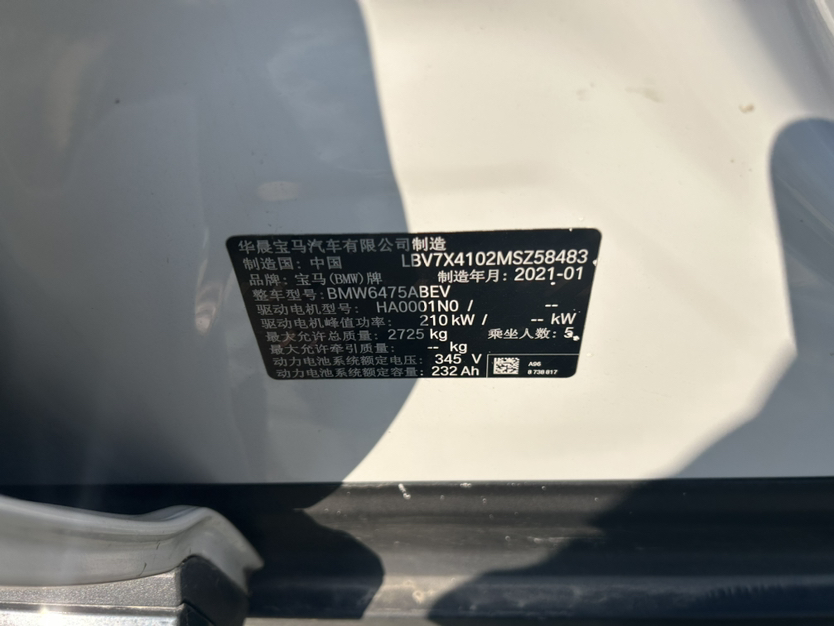 华晨宝马汽车有限公司制造
制造国：中国 LBV7X4102MSZ58483
品牌：宝马(BMW)牌 制造年月：2021-01
整车型号：BMW6475ABEV
驱动电机型号： HA0001N0 / --
驱动电机峰值功率： 210 kW / -- kW
最大允许总质量： 2725 kg 乘坐人数：5
最大允许牵引质量： -- kg
动力电池系统额定电压： 345 V
动力电池系统额定容量： 232 Ah
A96
8 738 817